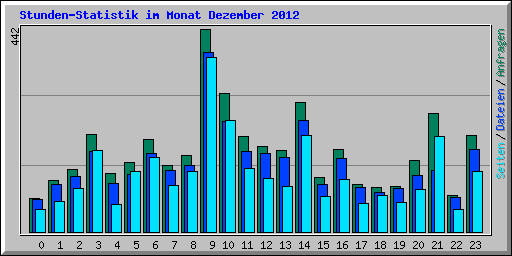 Stunden-Statistik im Monat Dezember 2012
442
0 1 2 3 4 5 6 7 8 9 10 11 12 13 14 15 16 17 18 19 20 21 22 23
Seiten/Dateien/Anfragen